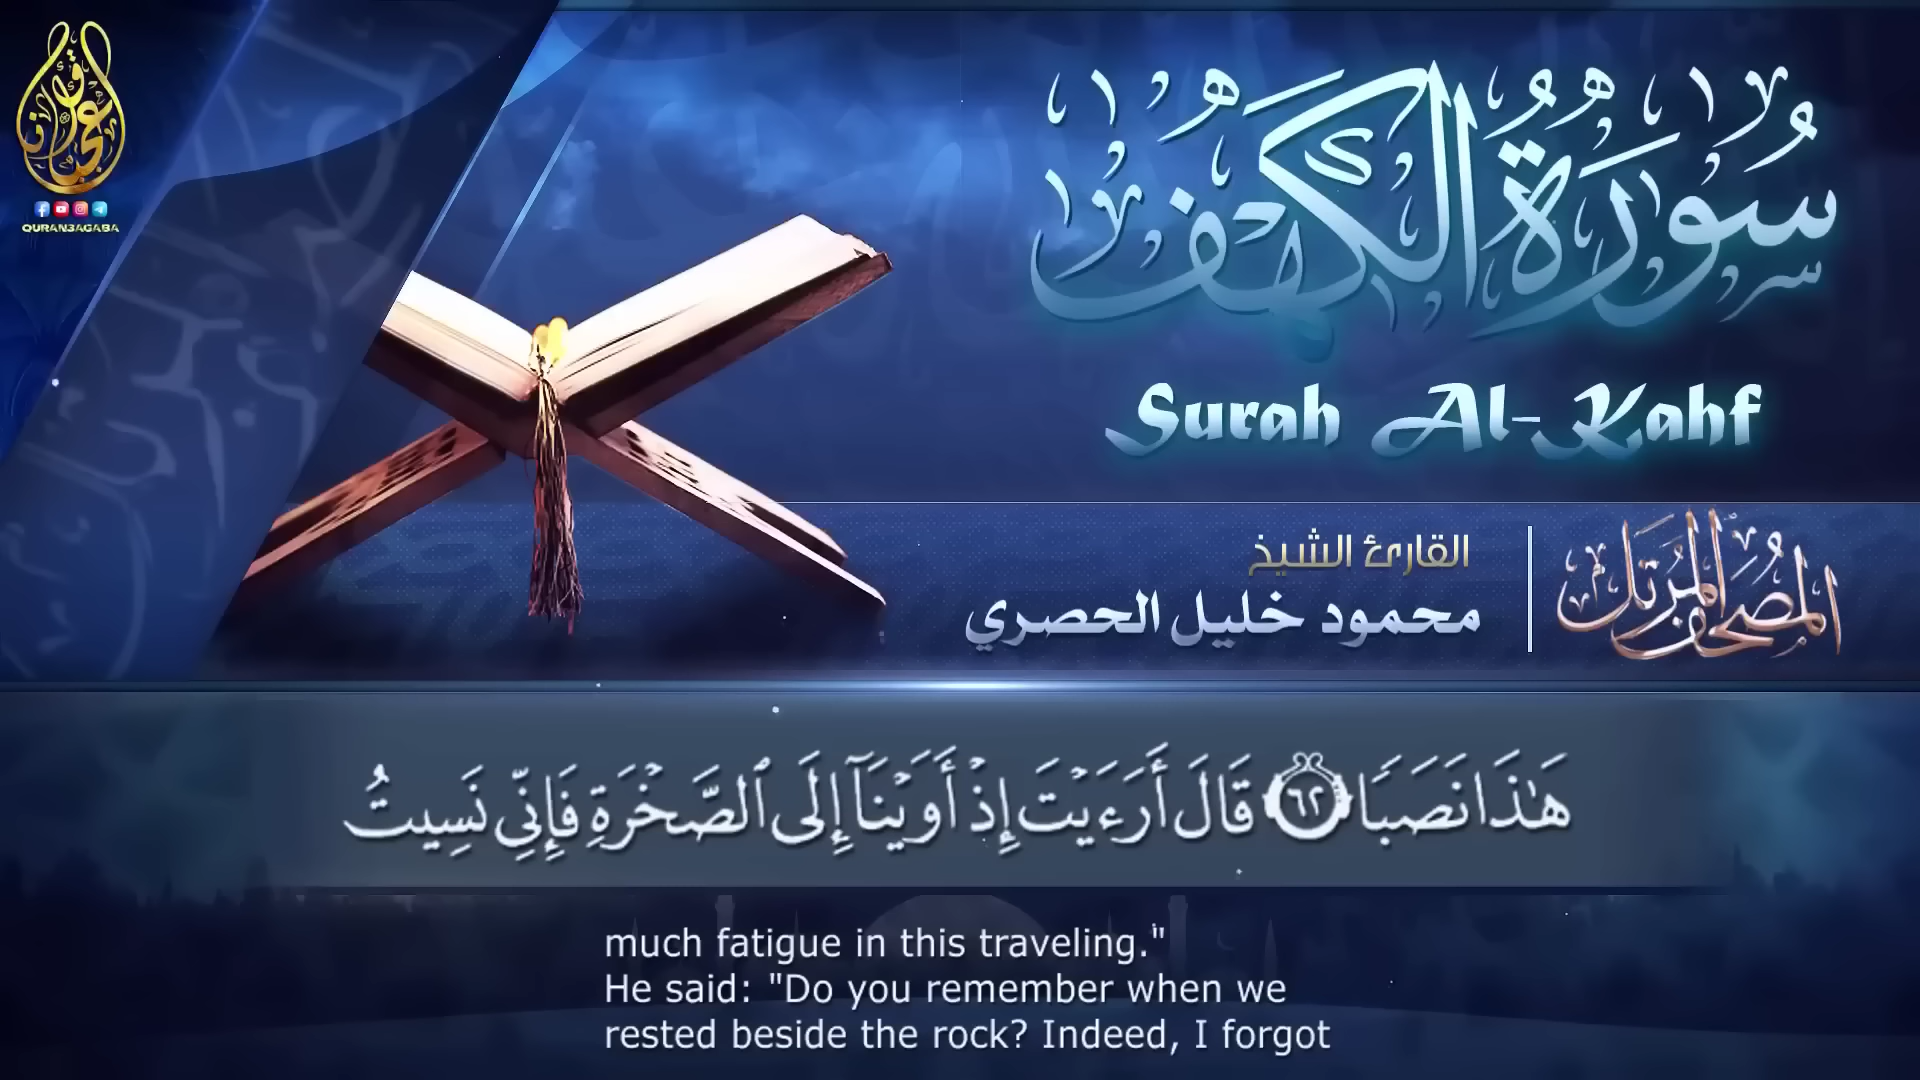 QURAN3AGABA
سُورَةُ الكَهْف
Surah Al-Kahf
القارئ الشيخ
محمود خليل الحصري
المصحف المرتل
هَٰذَا نَصَبٗا ٦٢ قَالَ أَرَءَيۡتَ إِذۡ أَوَيۡنَآ إِلَى ٱلصَّخۡرَةِ فَإِنِّي نَسِيتُ
much fatigue in this traveling."
He said: "Do you remember when we
rested beside the rock? Indeed, I forgot